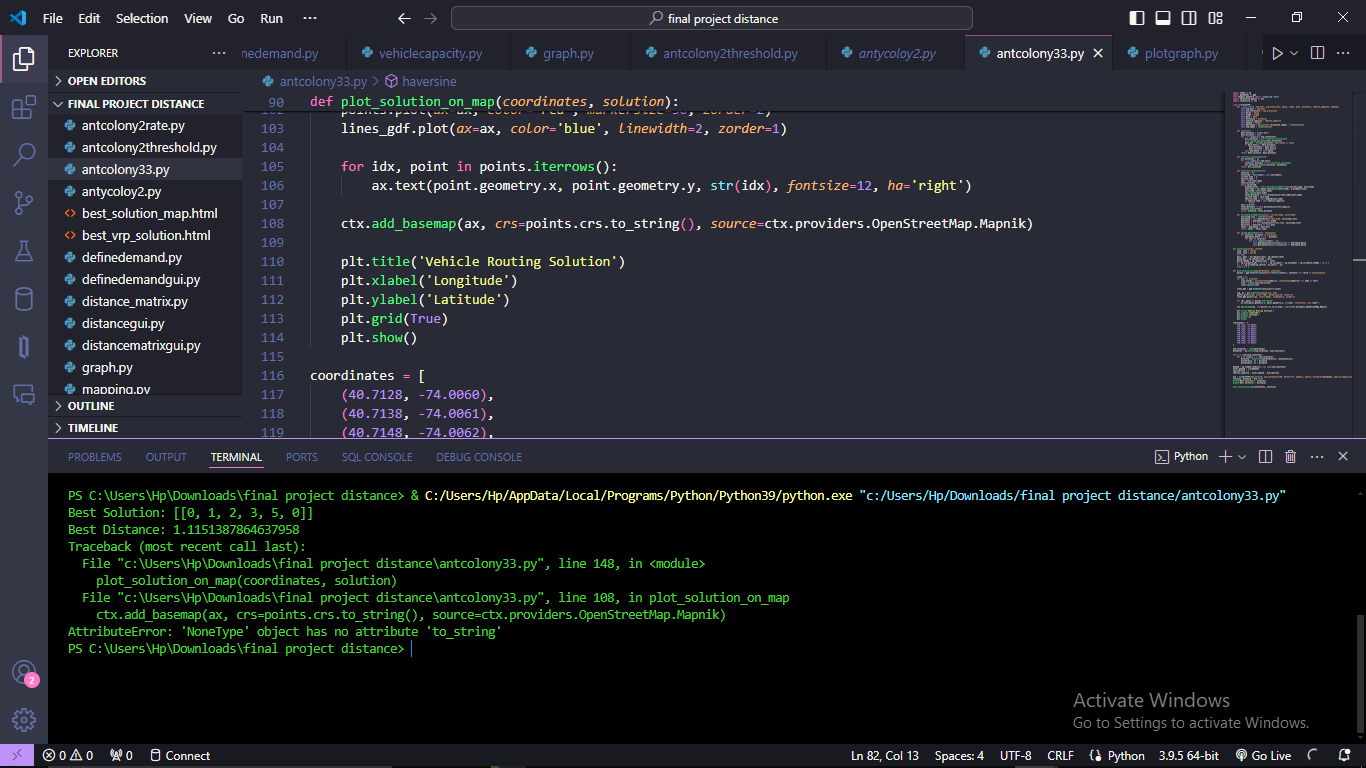 File Edit Selection View Go Run ··· final project distance
EXPLORER ···
nedemand.py vehiclecapacity.py graph.py antcolony2threshold.py antycoloy2.py antcolony33.py plotgraph.py ···
OPEN EDITORS
FINAL PROJECT DISTANCE
antcolony2rate.py
antcolony2threshold.py
antcolony33.py
antycoloy2.py
best_solution_map.html
best_vrp_solution.html
definedemand.py
definedemandgui.py
distance_matrix.py
distancegui.py
distancematrixgui.py
graph.py
mapping.py
OUTLINE
TIMELINE
antcolony33.py > haversine
90 def plot_solution_on_map(coordinates, solution):
103 lines_gdf.plot(ax=ax, color='blue', linewidth=2, zorder=1)
104
105 for idx, point in points.iterrows():
106 ax.text(point.geometry.x, point.geometry.y, str(idx), fontsize=12, ha='right')
107
108 ctx.add_basemap(ax, crs=points.crs.to_string(), source=ctx.providers.OpenStreetMap.Mapnik)
109
110 plt.title('Vehicle Routing Solution')
111 plt.xlabel('Longitude')
112 plt.ylabel('Latitude')
113 plt.grid(True)
114 plt.show()
115
116 coordinates = [
117 (40.7128, -74.0060),
118 (40.7138, -74.0061),
119 (40.7148, -74.0062),
PROBLEMS OUTPUT TERMINAL PORTS SQL CONSOLE DEBUG CONSOLE Python ···
PS C:\Users\Hp\Downloads\final project distance> & C:/Users/Hp/AppData/Local/Programs/Python/Python39/python.exe "c:/Users/Hp/Downloads/final project distance/antcolony33.py"
Best Solution: [[0, 1, 2, 3, 5, 0]]
Best Distance: 1.1151387864637958
Traceback (most recent call last):
File "c:\Users\Hp\Downloads\final project distance\antcolony33.py", line 148, in <module>
plot_solution_on_map(coordinates, solution)
File "c:\Users\Hp\Downloads\final project distance\antcolony33.py", line 108, in plot_solution_on_map
ctx.add_basemap(ax, crs=points.crs.to_string(), source=ctx.providers.OpenStreetMap.Mapnik)
AttributeError: 'NoneType' object has no attribute 'to_string'
PS C:\Users\Hp\Downloads\final project distance>
Activate Windows
Go to Settings to activate Windows.
2
0 0 0 Connect Ln 82, Col 13 Spaces: 4 UTF-8 CRLF Python 3.9.5 64-bit Go Live